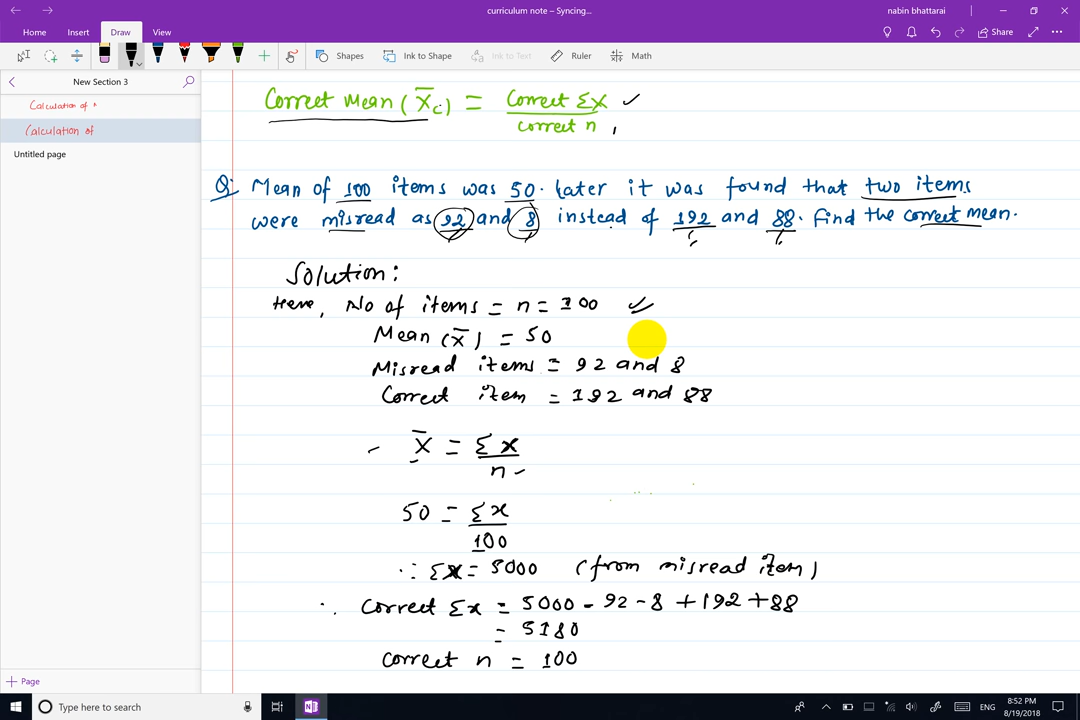 curriculum note – Syncing...
nabin bhattarai
Home Insert Draw View
Share
Shapes Ink to Shape Ink to Text Ruler Math
New Section 3
Calculation of
Calculation of
Untitled page
Page
Correct Mean (X̅c) = Correct ΣX / correct n
Q: Mean of 100 items was 50. Later it was found that two items
were misread as 92 and 8 instead of 192 and 88. Find the correct mean.
Solution:
Here, No of items = n = 100
Mean (X̅) = 50
Misread items = 92 and 8
Correct item = 192 and 88
X̅ = Σx / n
50 = Σx / 100
∴ Σx = 5000 (from misread item)
∴ Correct Σx = 5000 - 92 - 8 + 192 + 88
= 5180
Correct n = 100
Type here to search
ENG
8:52 PM
8/19/2018